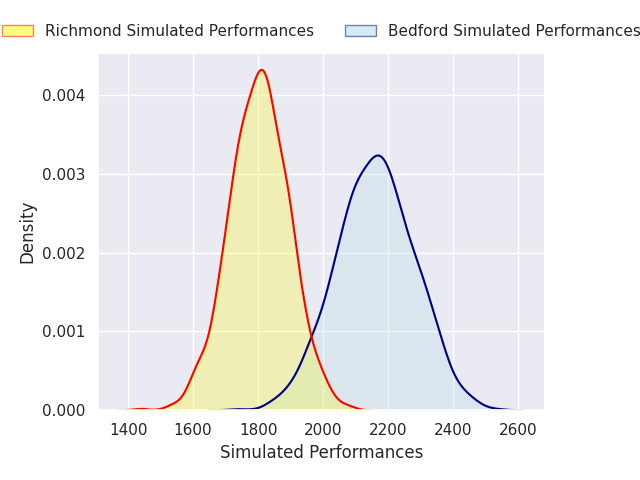 Richmond Simulated Performances
Bedford Simulated Performances
0.004
0.003
0.002
0.001
0.000
Density
1400 1600 1800 2000 2200 2400 2600
Simulated Performances